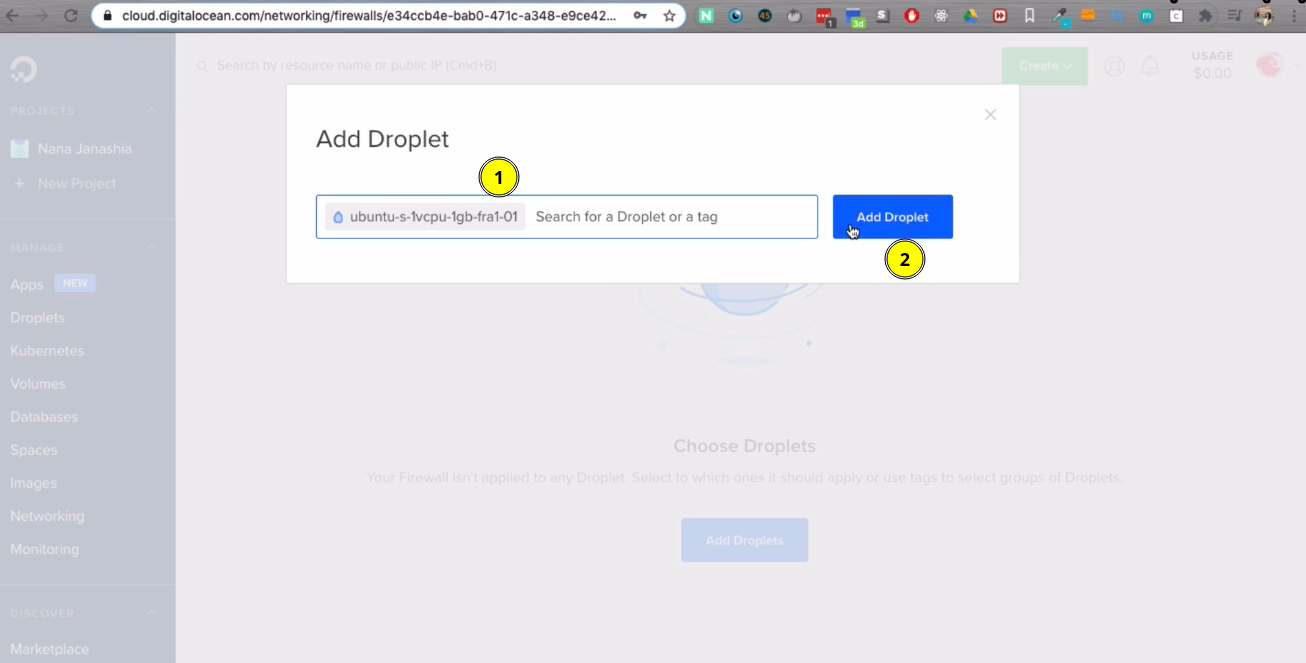 cloud.digitalocean.com/networking/firewalls/e34ccb4e-bab0-471c-a348-e9ce42...
N
45
1
3d
S
m
c
Search by resource name or public IP (Cmd+B)
Create
USAGE
$0.00
PROJECTS
Nana Janashia
+ New Project
MANAGE
Apps NEW
Droplets
Kubernetes
Volumes
Databases
Spaces
Images
Networking
Monitoring
DISCOVER
Marketplace
Add Droplet
1
ubuntu-s-1vcpu-1gb-fra1-01 Search for a Droplet or a tag
Add Droplet
2
Choose Droplets
Your Firewall isn't applied to any Droplet. Select to which ones it should apply or use tags to select groups of Droplets.
Add Droplets